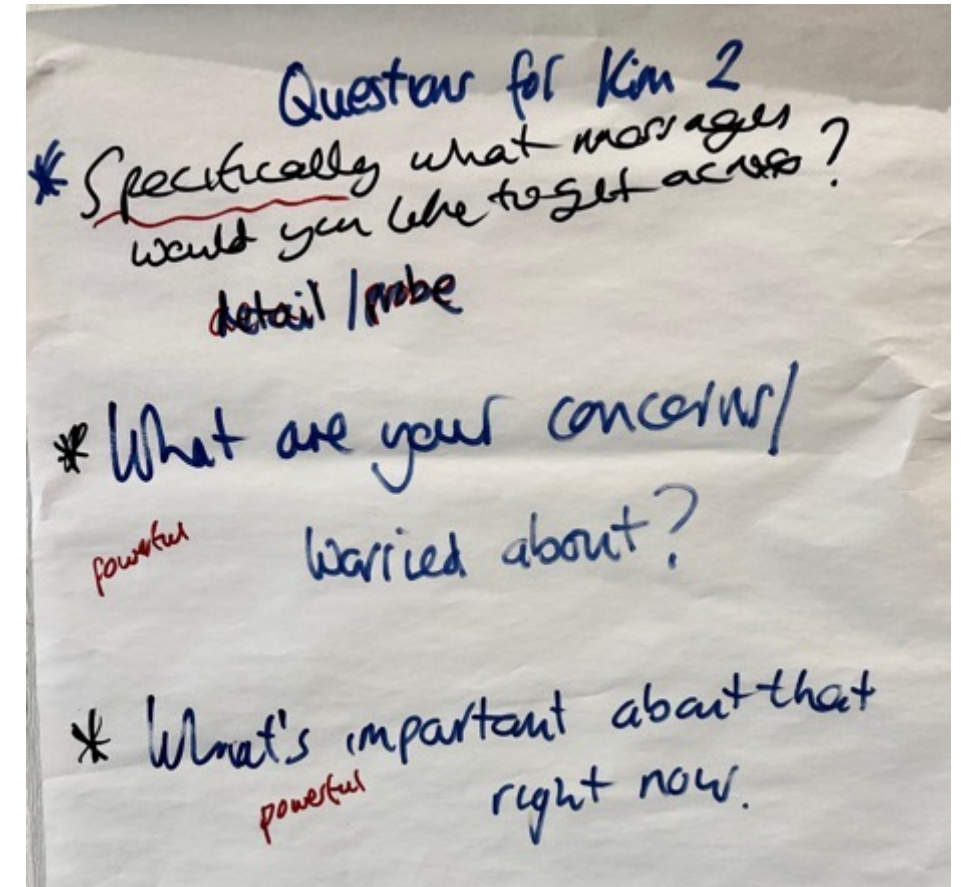 Questions for Kim 2
* Specifically what messages
would you like to get across?
detail / probe
* What are your concerns/
powerful
worried about?
* What's important about that
powerful
right now.